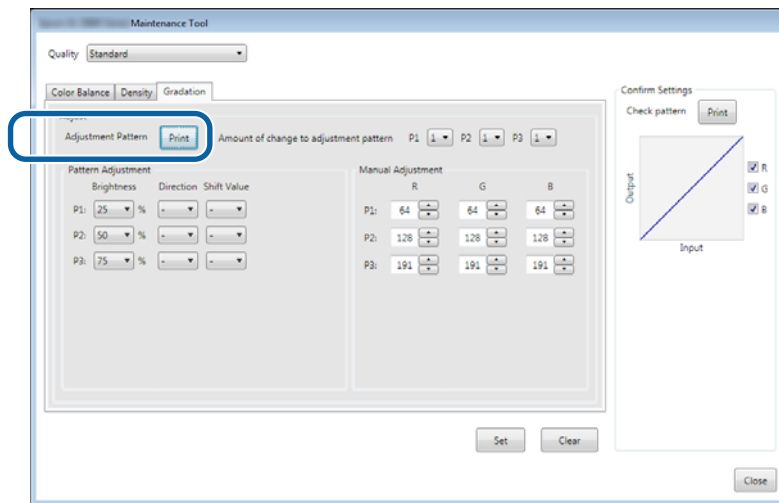 Maintenance Tool
Quality Standard
Color Balance Density Gradation
Adjust
Adjustment Pattern Print Amount of change to adjustment pattern P1 1 P2 1 P3 1
Pattern Adjustment
Brightness Direction Shift Value
P1: 25 % - -
P2: 50 % - -
P3: 75 % - -
Manual Adjustment
R G B
P1: 64 64 64
P2: 128 128 128
P3: 191 191 191
Set Clear
Confirm Settings
Check pattern Print
Output
R
G
B
Input
Close